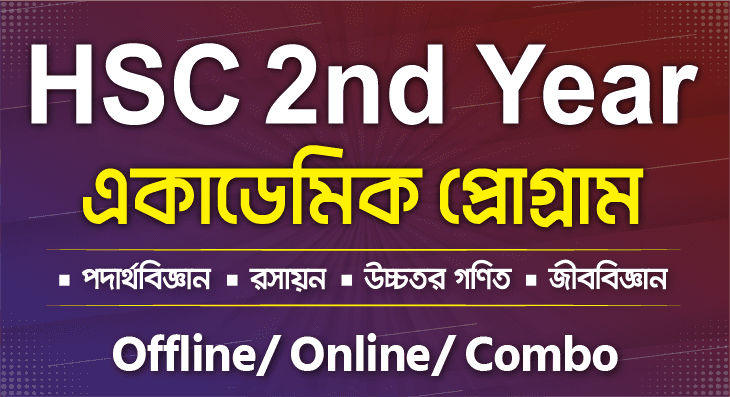 HSC 2nd Year
একাডেমিক প্রোগ্রাম
▪ পদার্থবিজ্ঞান ▪ রসায়ন ▪ উচ্চতর গণিত ▪ জীববিজ্ঞান
Offline/ Online/ Combo